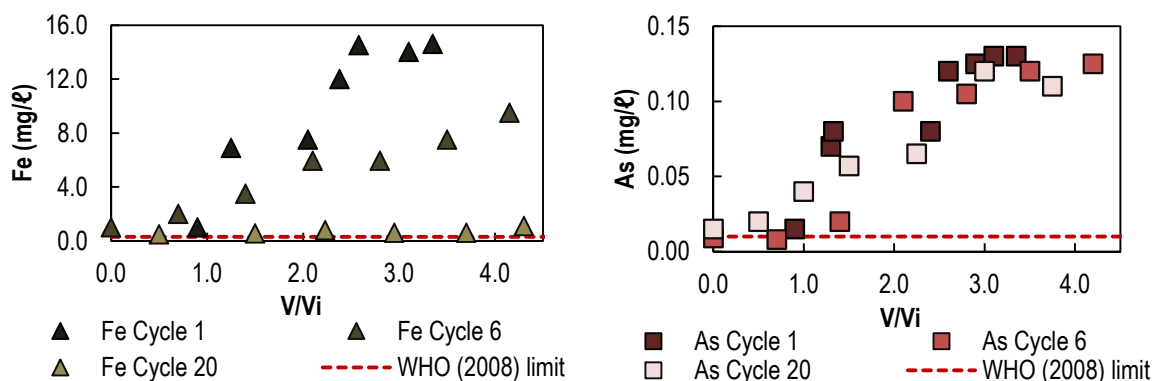 Fe (mg/ℓ)
16.0
12.0
8.0
4.0
0.0
0.0 1.0 2.0 3.0 4.0
V/Vi
Fe Cycle 1 Fe Cycle 6
Fe Cycle 20 WHO (2008) limit
As (mg/ℓ)
0.15
0.10
0.05
0.00
0.0 1.0 2.0 3.0 4.0
V/Vi
As Cycle 1 As Cycle 6
As Cycle 20 WHO (2008) limit